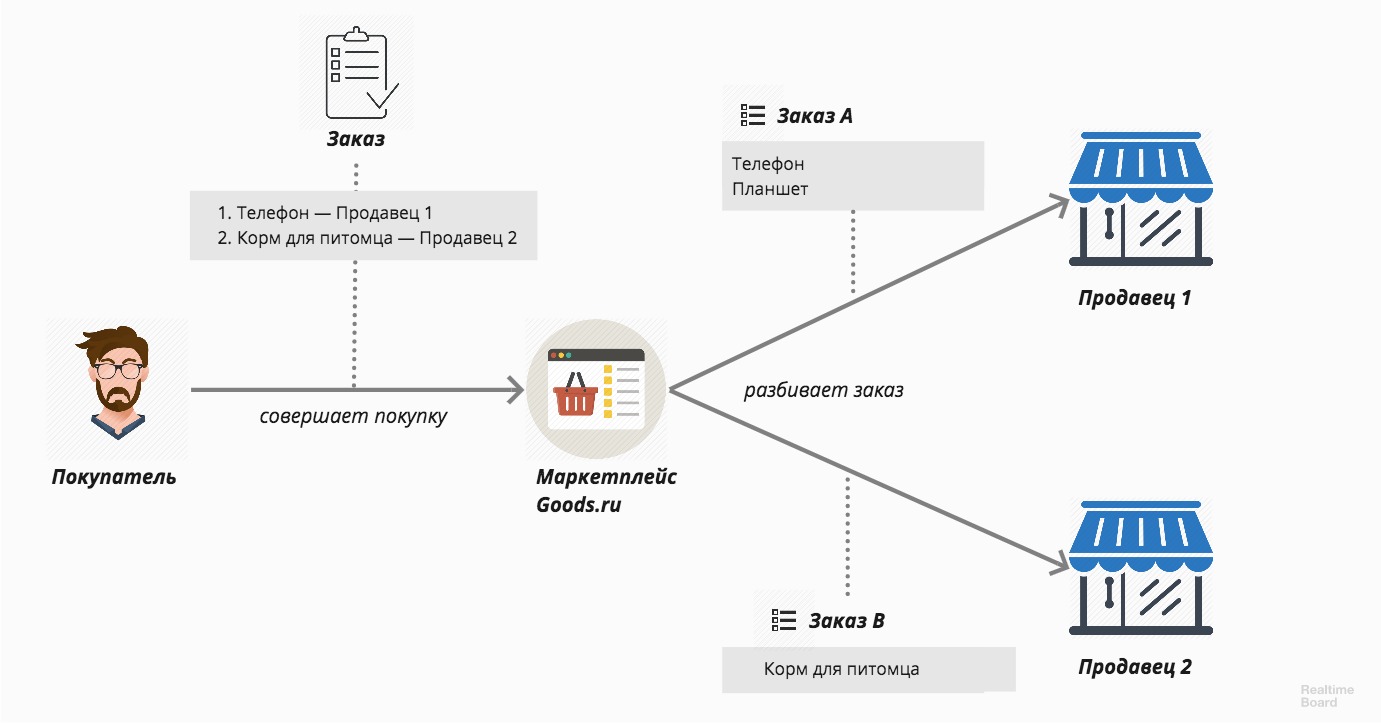 Заказ
1. Телефон — Продавец 1
2. Корм для питомца — Продавец 2
Покупатель
совершает покупку
Маркетплейс
Goods.ru
разбивает заказ
Заказ A
Телефон
Планшет
Продавец 1
Заказ B
Корм для питомца
Продавец 2
Realtime
Board